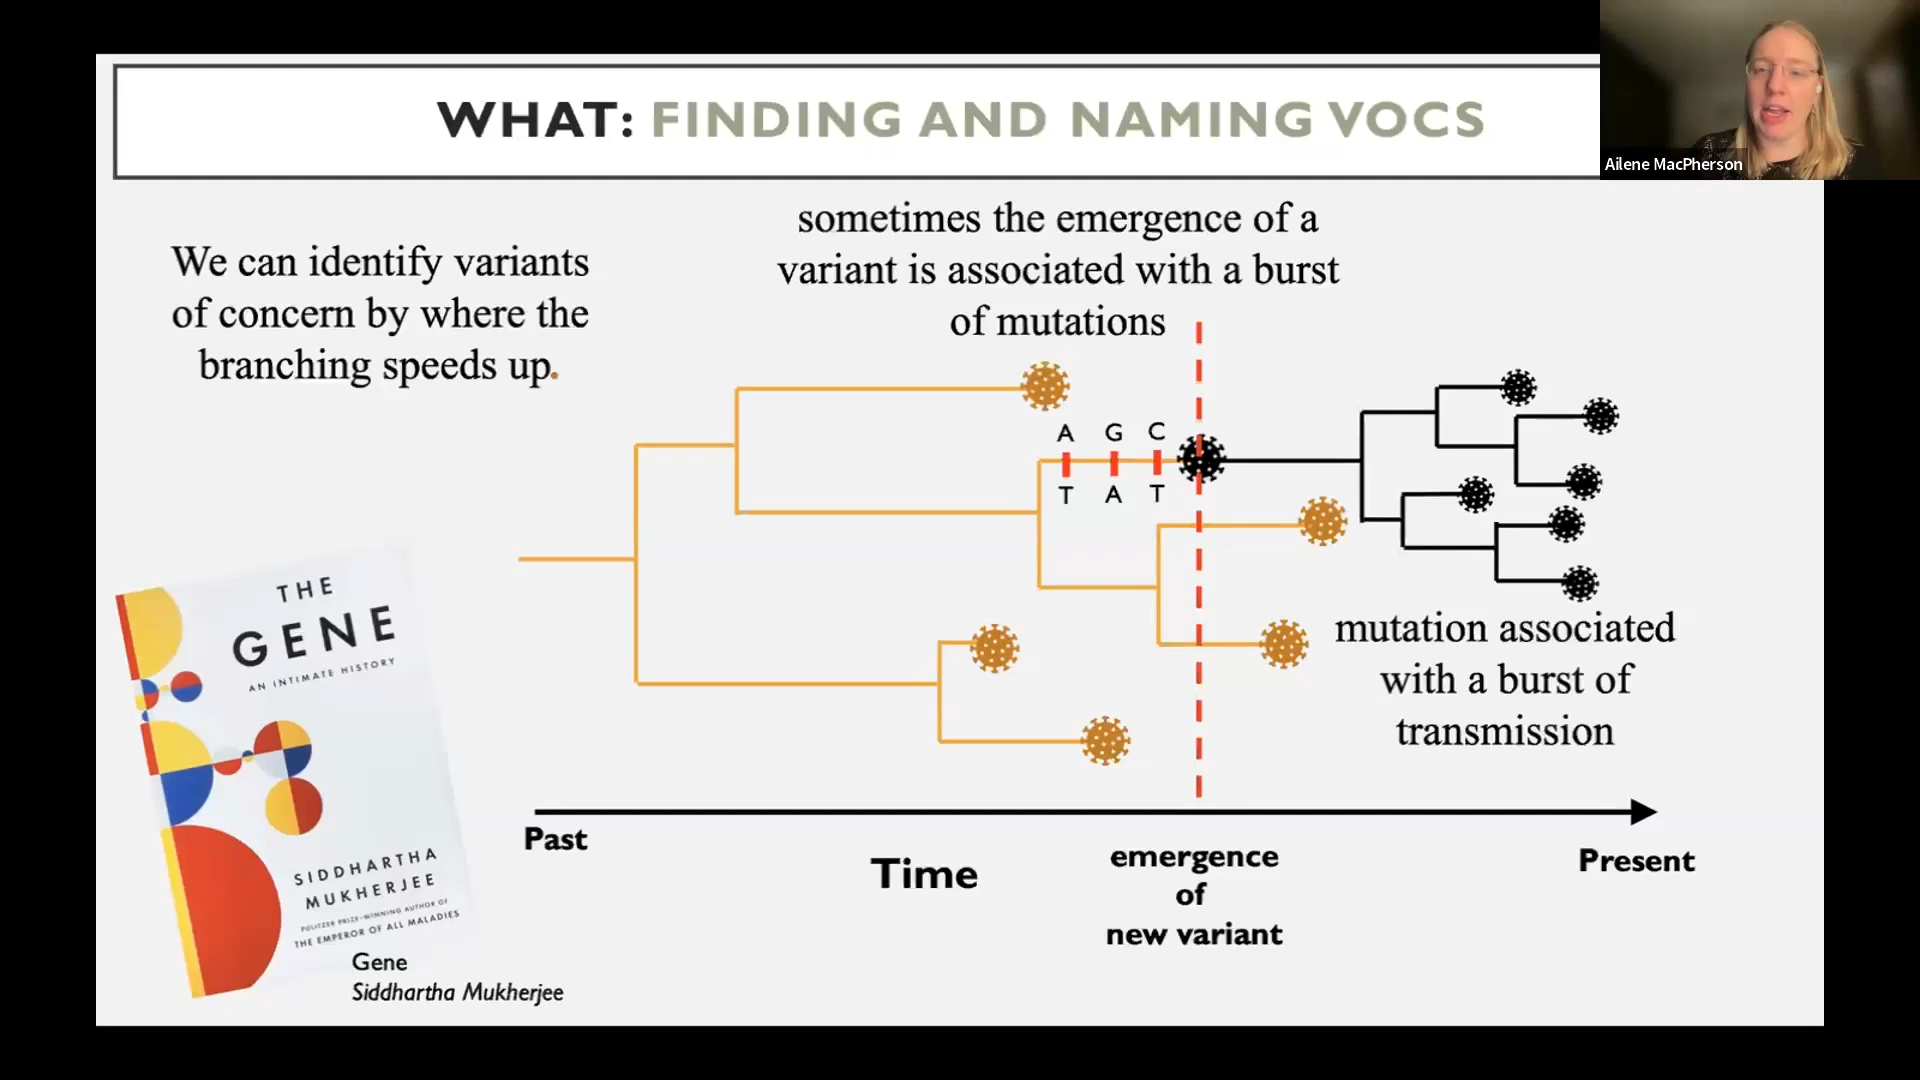 WHAT: FINDING AND NAMING VOCS
Ailene MacPherson
We can identify variants
of concern by where the
branching speeds up.
sometimes the emergence of a
variant is associated with a burst
of mutations
A G C
T A T
mutation associated
with a burst of
transmission
THE
GENE
AN INTIMATE HISTORY
SIDDHARTHA
MUKHERJEE
PULITZER PRIZE-WINNING AUTHOR OF
THE EMPEROR OF ALL MALADIES
Gene
Siddhartha Mukherjee
Past
Time
emergence
of
new variant
Present